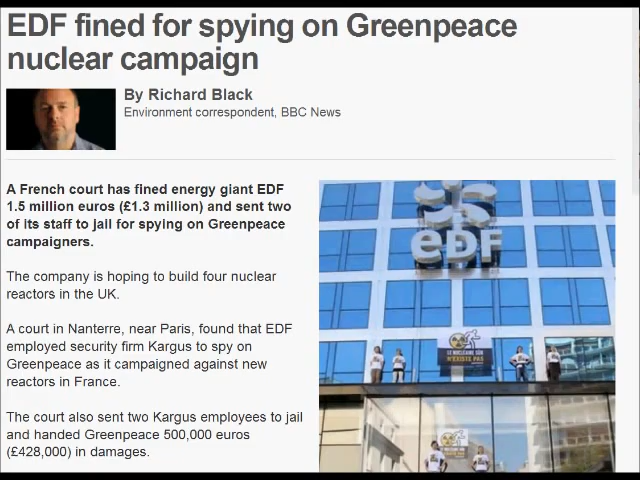 EDF fined for spying on Greenpeace
nuclear campaign
By Richard Black
Environment correspondent, BBC News
A French court has fined energy giant EDF
1.5 million euros (£1.3 million) and sent two
of its staff to jail for spying on Greenpeace
campaigners.
The company is hoping to build four nuclear
reactors in the UK.
A court in Nanterre, near Paris, found that EDF
employed security firm Kargus to spy on
Greenpeace as it campaigned against new
reactors in France.
The court also sent two Kargus employees to jail
and handed Greenpeace 500,000 euros
(£428,000) in damages.
eDF
LE NUCLÉAIRE SÛR
N'EXISTE PAS